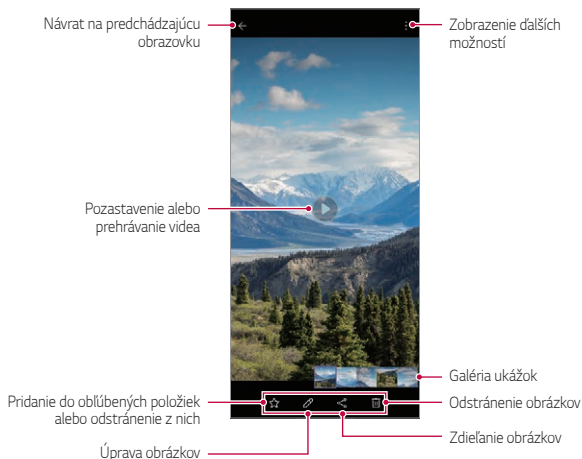 Návrat na predchádzajúcu
obrazovku
Zobrazenie ďalších
možností
Pozastavenie alebo
prehrávanie videa
Galéria ukážok
Pridanie do obľúbených položiek
alebo odstránenie z nich
Odstránenie obrázkov
Úprava obrázkov
Zdieľanie obrázkov